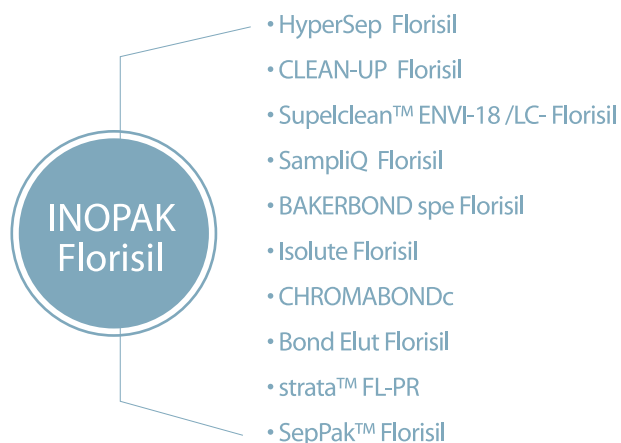 INOPAK
Florisil
• HyperSep Florisil
• CLEAN-UP Florisil
• Supelclean™ ENVI-18 /LC- Florisil
• SampliQ Florisil
• BAKERBOND spe Florisil
• Isolute Florisil
• CHROMABONDc
• Bond Elut Florisil
• strata™ FL-PR
• SepPak™ Florisil